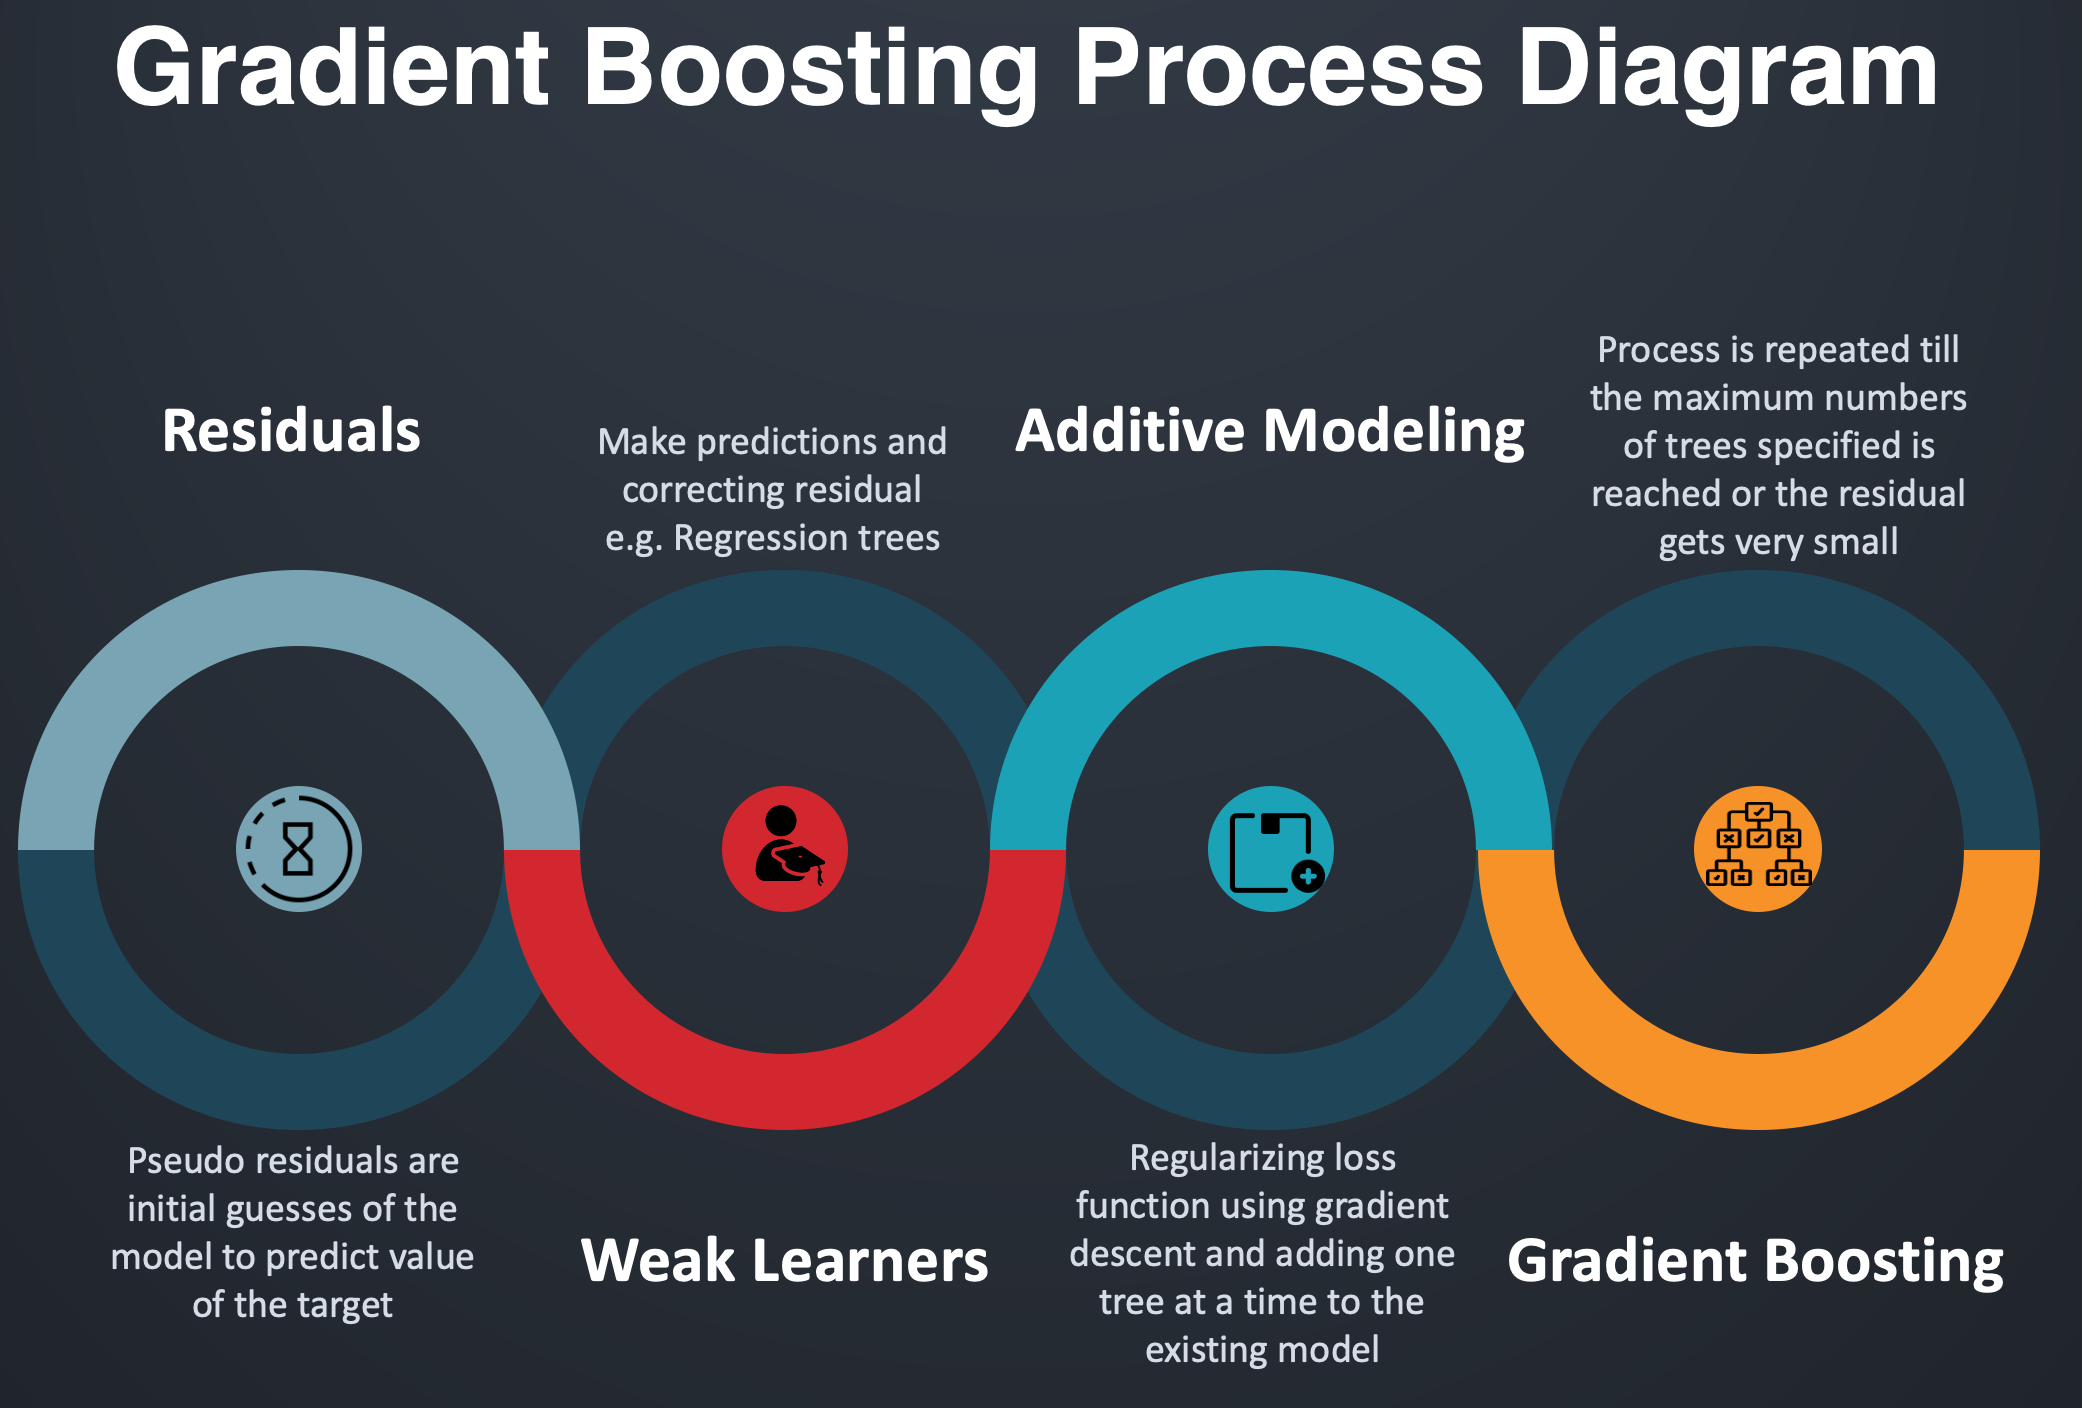 Gradient Boosting Process Diagram
Residuals
Pseudo residuals are
initial guesses of the
model to predict value
of the target
Make predictions and
correcting residual
e.g. Regression trees
Weak Learners
Additive Modeling
Regularizing loss
function using gradient
descent and adding one
tree at a time to the
existing model
Process is repeated till
the maximum numbers
of trees specified is
reached or the residual
gets very small
Gradient Boosting